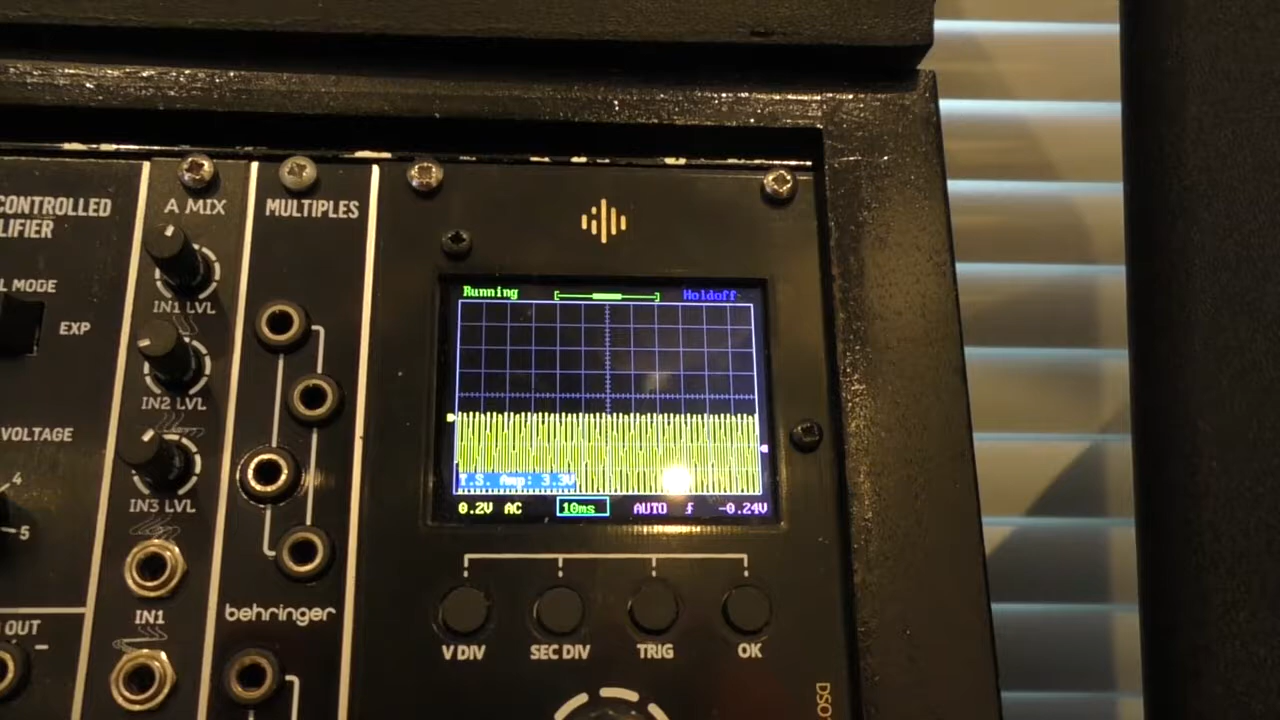 CONTROLLED
LIFIER
L MODE
EXP
VOLTAGE
4
5
OUT
A MIX
IN1 LVL
IN2 LVL
IN3 LVL
IN1
MULTIPLES
behringer
Running
Holdoff
T.S. Amp: 3.3V
0.2V AC 10ms AUTO -0.24V
V DIV SEC DIV TRIG OK